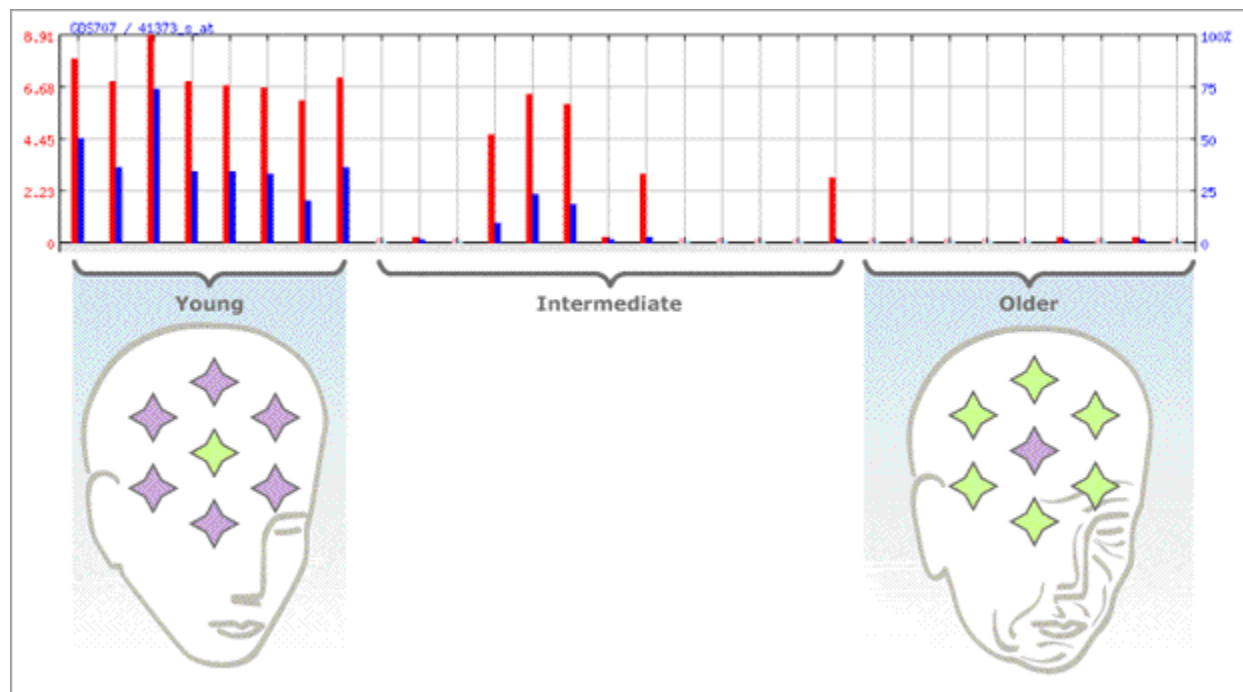 GDS707 / 41373_s_at
8.91
6.68
4.45
2.23
0
100%
75
50
25
0
Young
Intermediate
Older